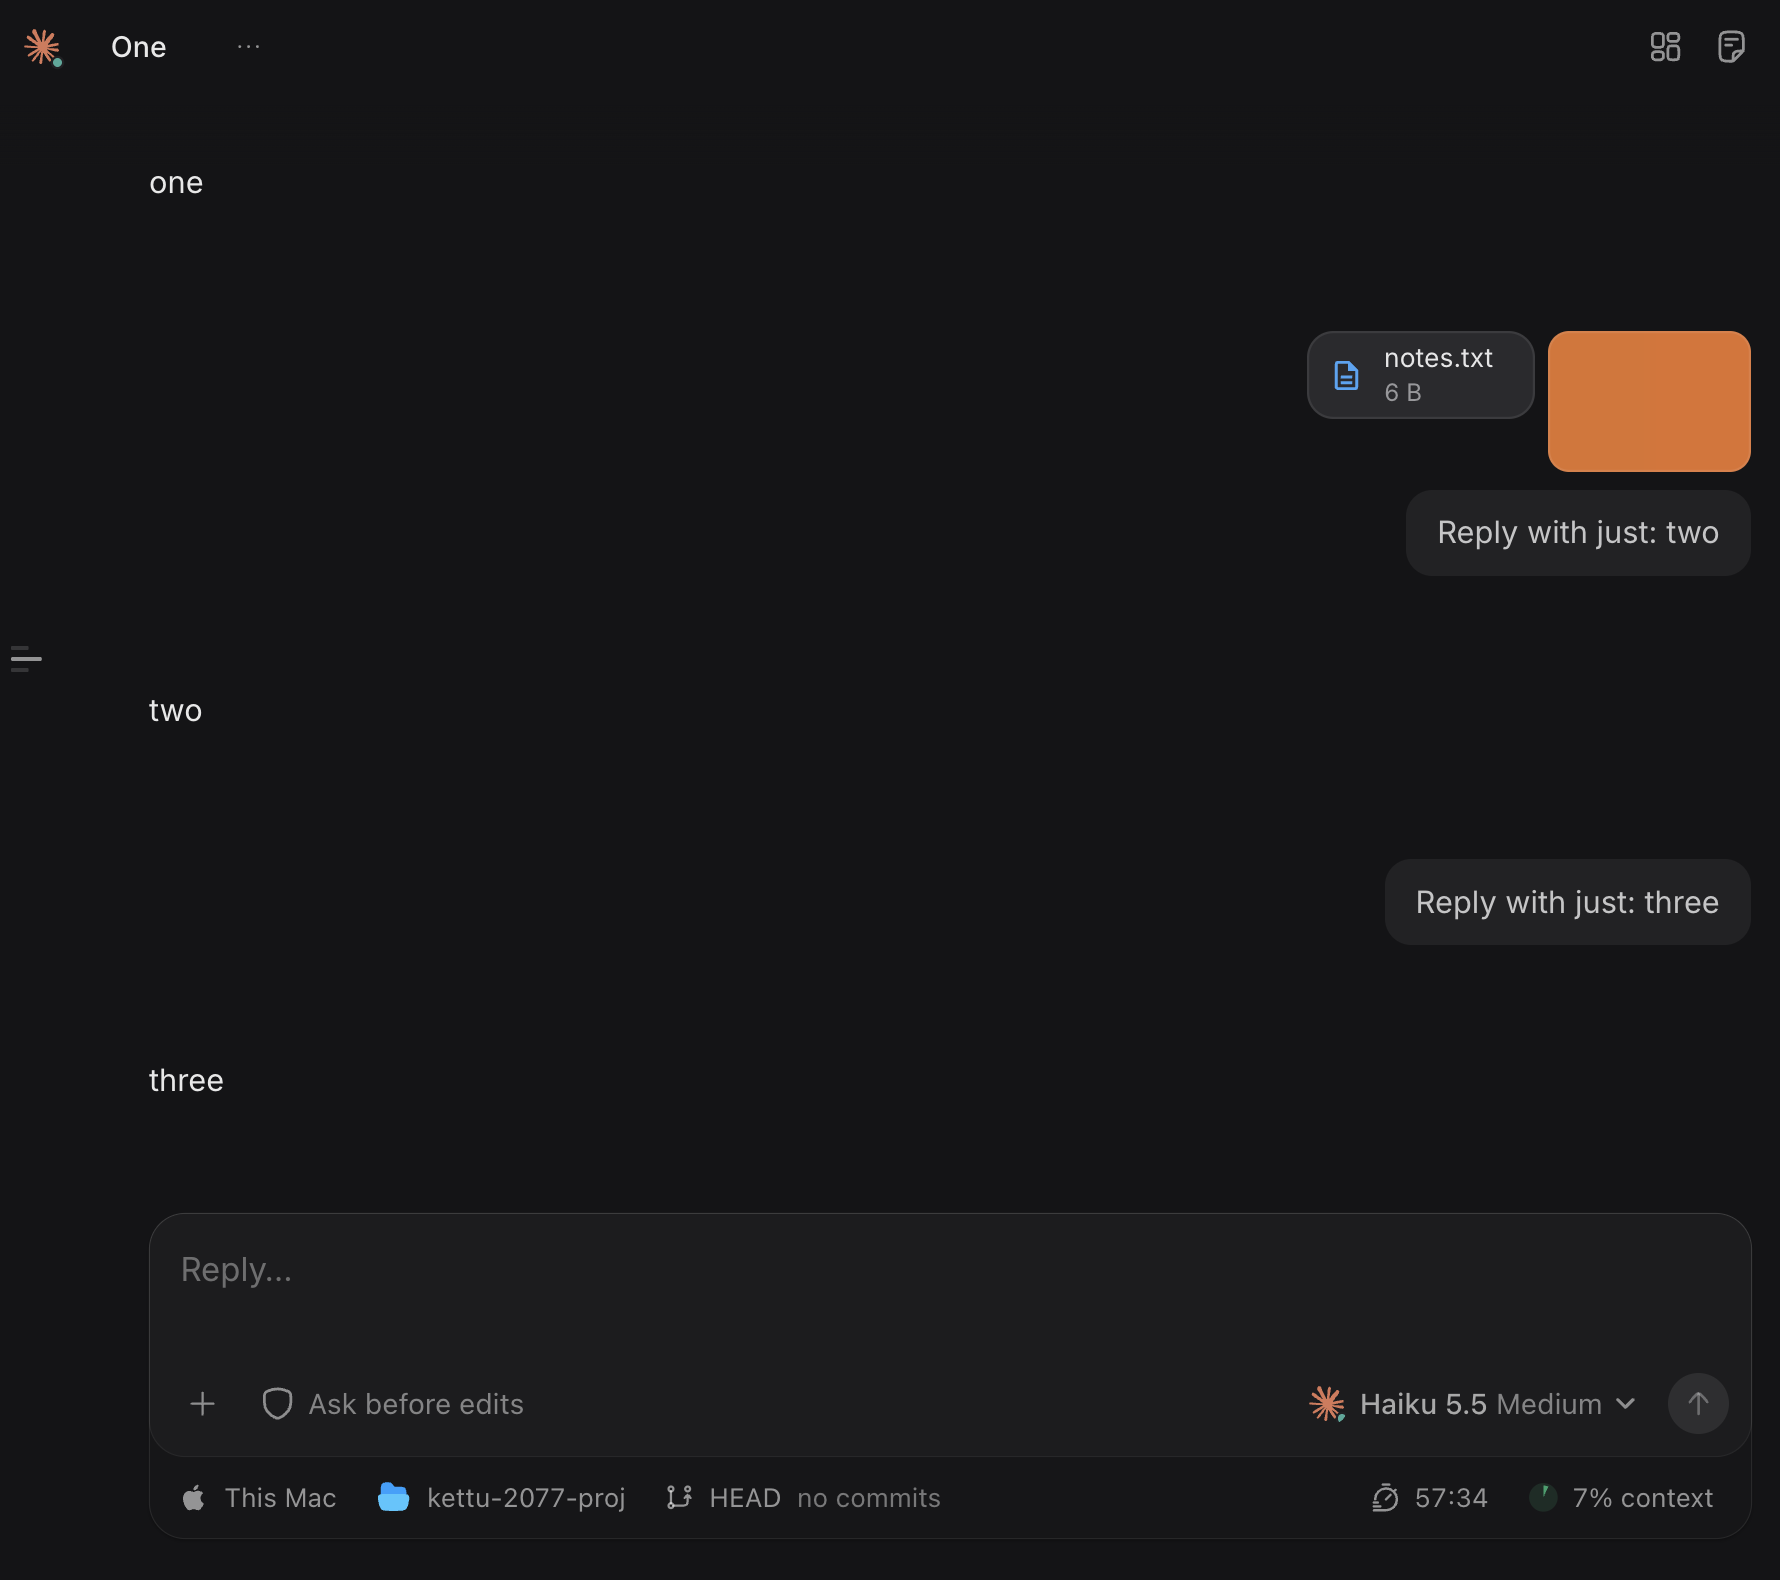 One
one
notes.txt
6 B
Reply with just: two
two
Reply with just: three
three
Reply...
Ask before edits
Haiku 5.5 Medium
This Mac
kettu-2077-proj
HEAD no commits
57:34
7% context